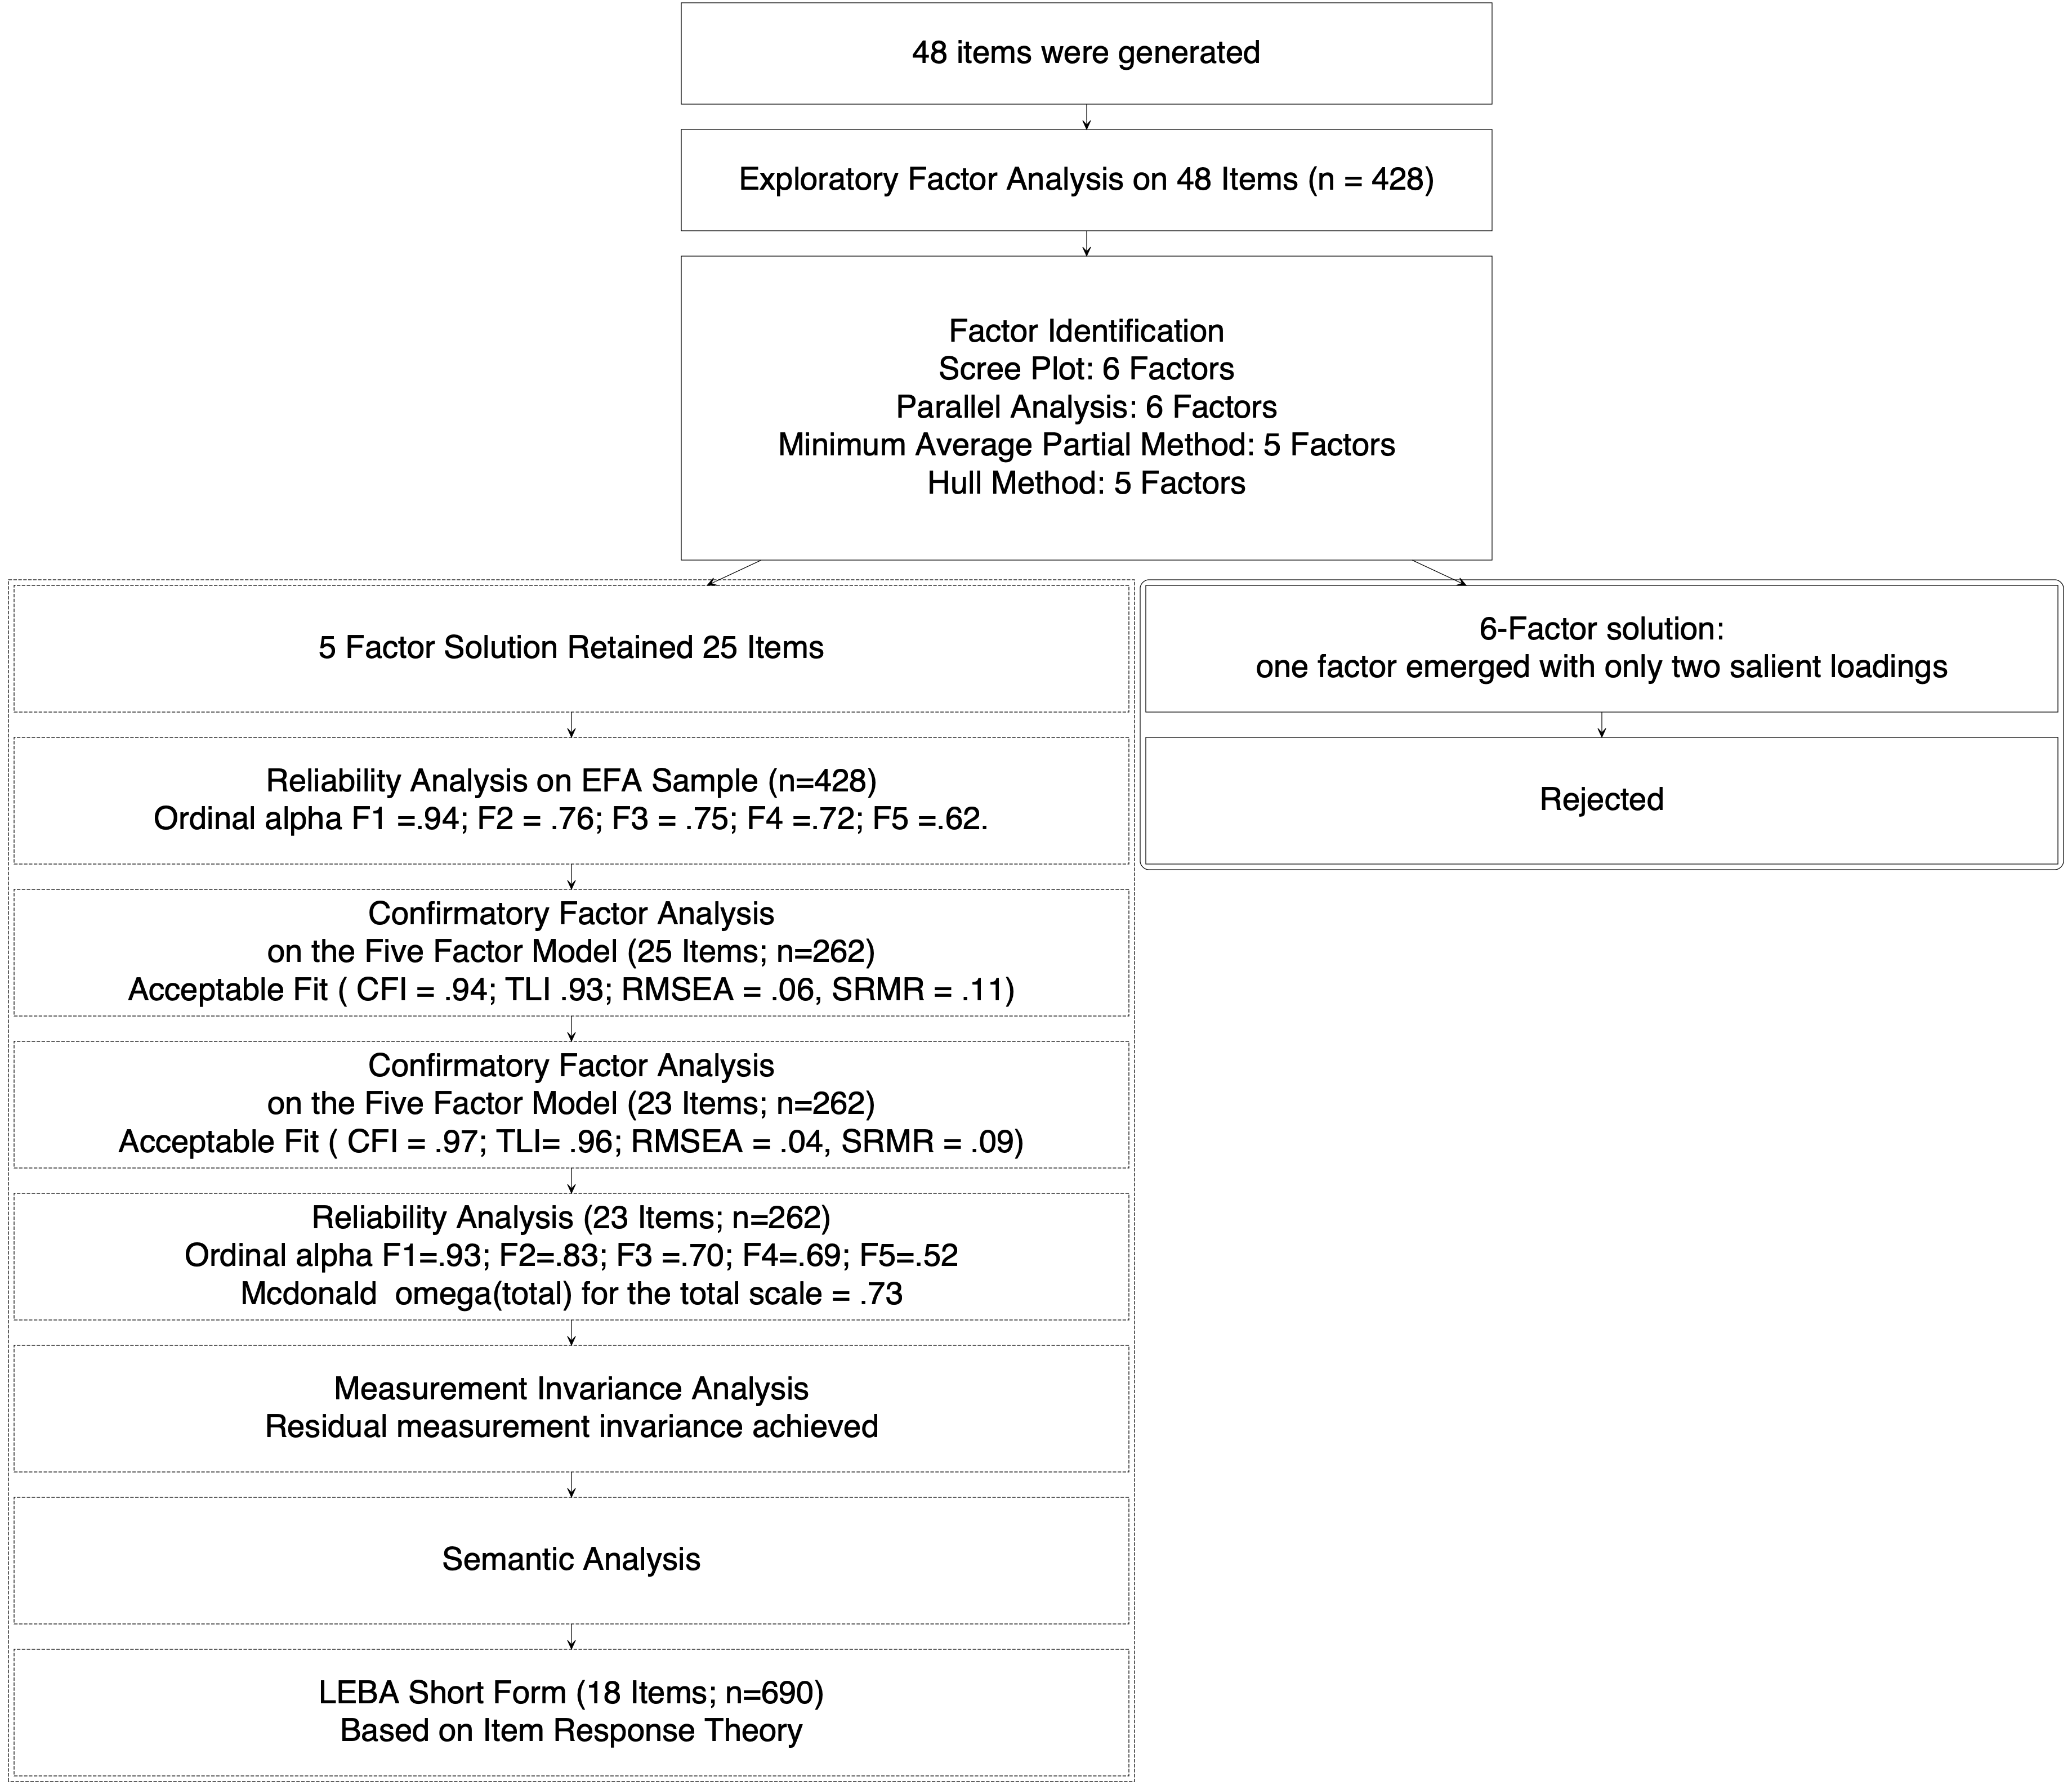 48 items were generated
Exploratory Factor Analysis on 48 Items (n = 428)
Factor Identification
Scree Plot: 6 Factors
Parallel Analysis: 6 Factors
Minimum Average Partial Method: 5 Factors
Hull Method: 5 Factors
5 Factor Solution Retained 25 Items
6-Factor solution:
one factor emerged with only two salient loadings
Rejected
Reliability Analysis on EFA Sample (n=428)
Ordinal alpha F1 =.94; F2 = .76; F3 = .75; F4 =.72; F5 =.62.
Confirmatory Factor Analysis
on the Five Factor Model (25 Items; n=262)
Acceptable Fit ( CFI = .94; TLI .93; RMSEA = .06, SRMR = .11)
Confirmatory Factor Analysis
on the Five Factor Model (23 Items; n=262)
Acceptable Fit ( CFI = .97; TLI= .96; RMSEA = .04, SRMR = .09)
Reliability Analysis (23 Items; n=262)
Ordinal alpha F1=.93; F2=.83; F3 =.70; F4=.69; F5=.52
Mcdonald  omega(total) for the total scale = .73
Measurement Invariance Analysis
Residual measurement invariance achieved
Semantic Analysis
LEBA Short Form (18 Items; n=690)
Based on Item Response Theory